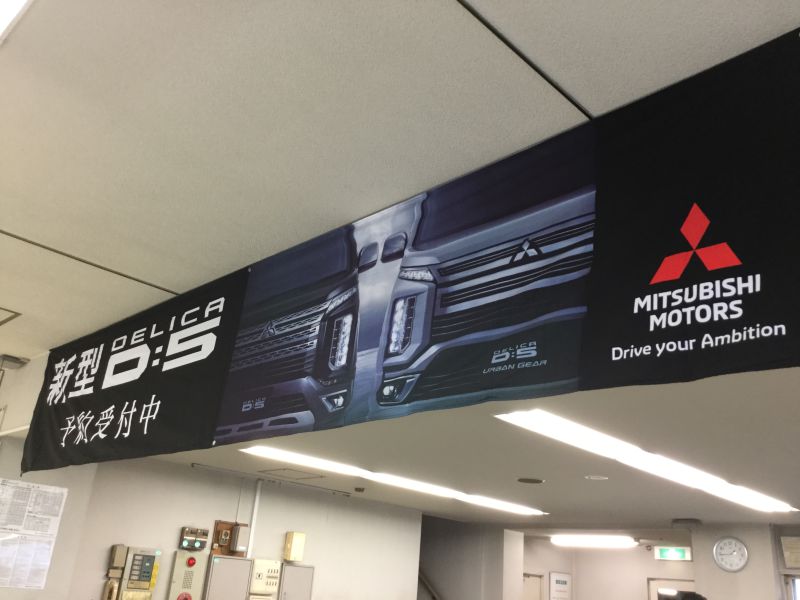 新型 DELICA D:5
予約受付中
DELICA D:5
DELICA D:5
URBAN GEAR
MITSUBISHI
MOTORS
Drive your Ambition